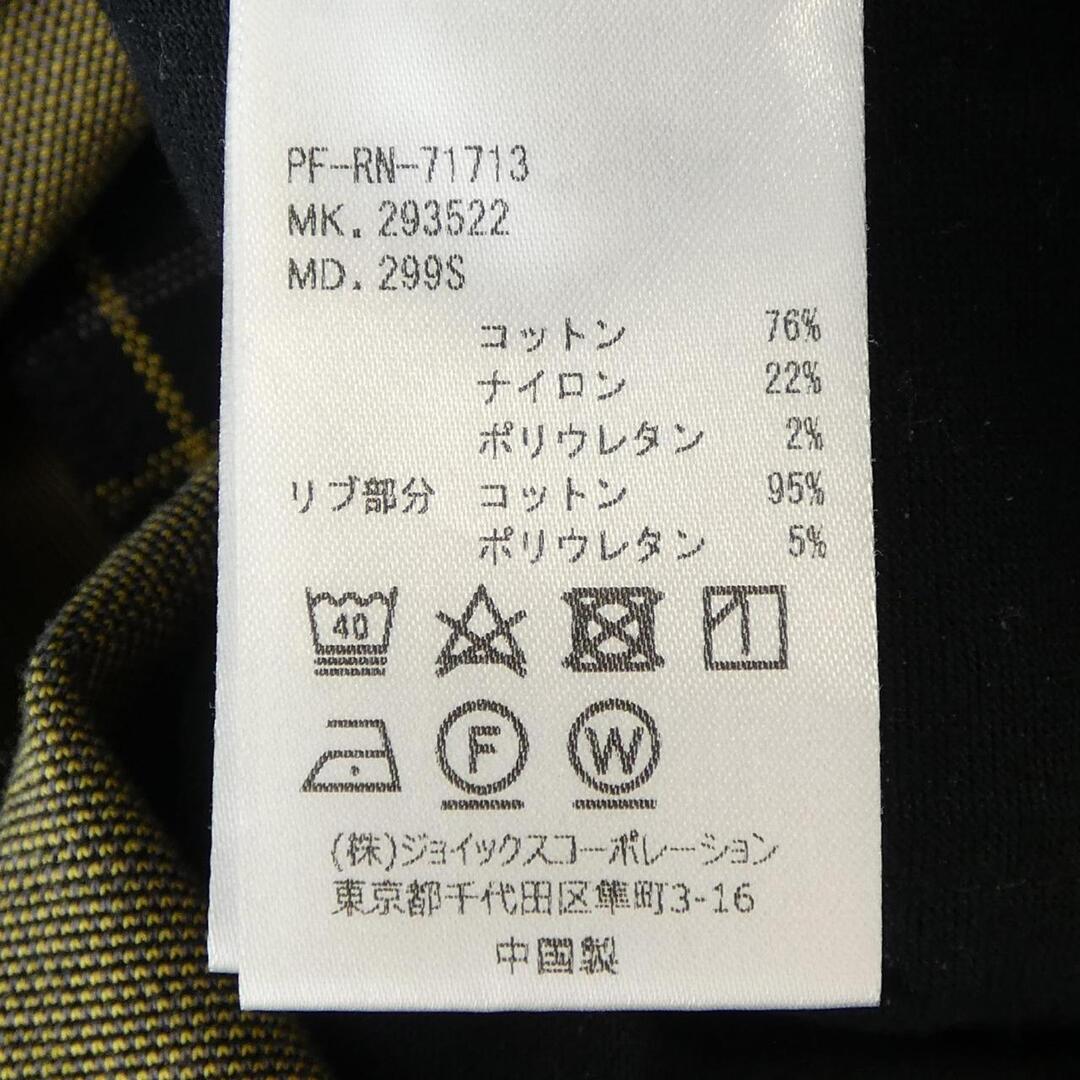 PF-RN-71713
MK. 293522
MD. 299S
コットン 76%
ナイロン 22%
ポリウレタン 2%
リブ部分 コットン 95%
ポリウレタン 5%
40
F W
(株)ジョイックスコーポレーション
東京都千代田区隼町3-16
中国製